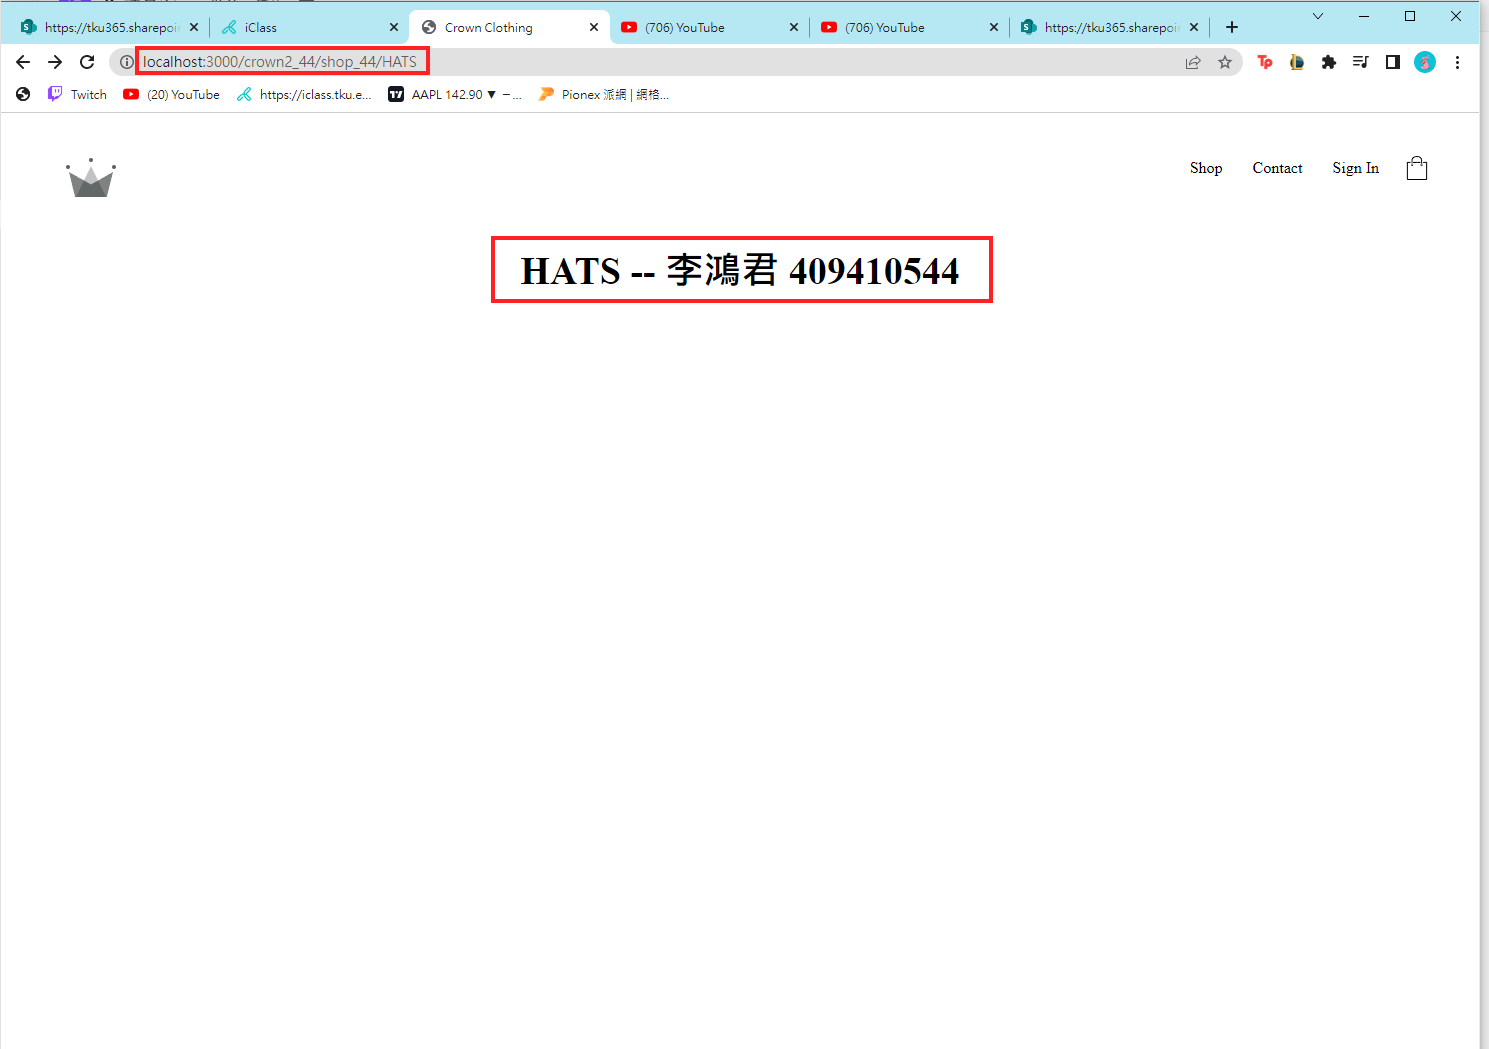 https://tku365.sharepoi
iClass
Crown Clothing
(706) YouTube
(706) YouTube
https://tku365.sharepoi
localhost:3000/crown2_44/shop_44/HATS
Twitch
(20) YouTube
https://iclass.tku.e...
AAPL 142.90 ▼ −...
Pionex 派網 | 網格...
Shop
Contact
Sign In
HATS -- 李鴻君 409410544